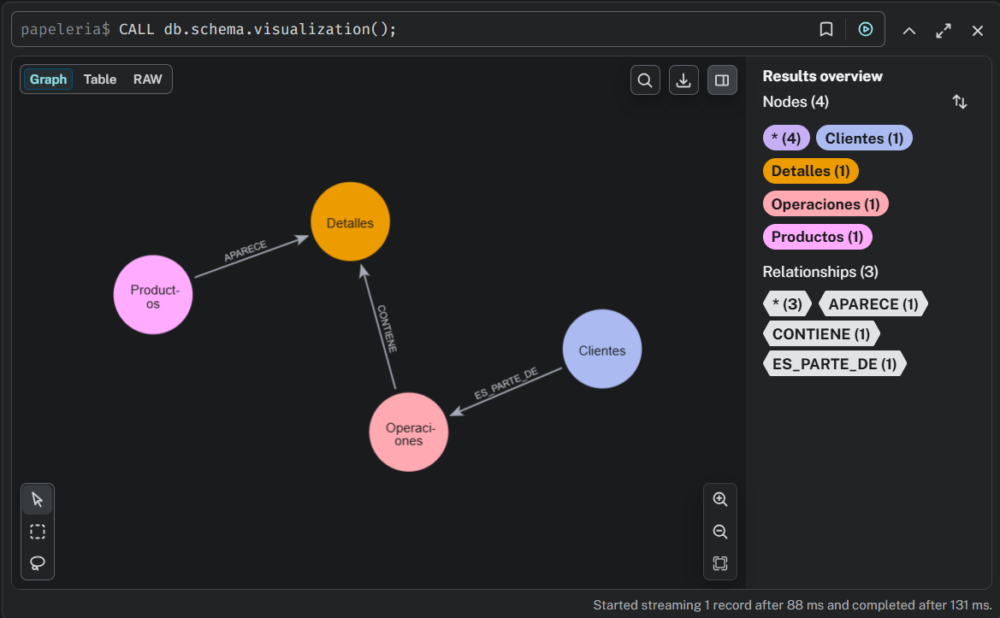 papeleria$ CALL db.schema.visualization();
Graph Table RAW
Detalles
APARECE
Product-
os
CONTIENE
Clientes
ES_PARTE_DE
Operaci-
ones
Results overview
Nodes (4)
* (4) Clientes (1)
Detalles (1)
Operaciones (1)
Productos (1)
Relationships (3)
* (3) APARECE (1)
CONTIENE (1)
ES_PARTE_DE (1)
Started streaming 1 record after 88 ms and completed after 131 ms.